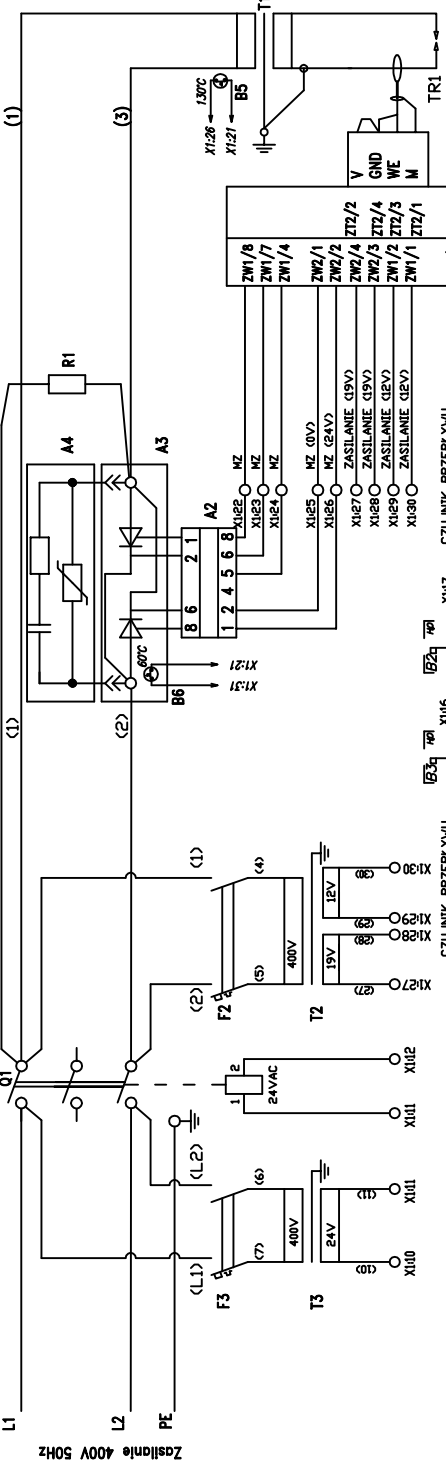 Zasilanie 400V 50Hz
L1
L2
PE
Q1
(L1)
(L2)
F3
(7)
(6)
400V
24V
T3
(10)
(11)
X1:10
X1:11
1
2
24VAC
X1:11
X1:12
(2)
(1)
F2
(5)
(4)
400V
19V
12V
T2
(27)
(28)
(29)
(30)
X1:27
X1:28
X1:29
X1:30
(1)
(2)
A4
A3
R1
60°C
B6
X1:31
X1:21
A2
8
6
2
1
1
2
4
5
6
8
X1:22
MZ
X1:23
MZ
X1:24
MZ
X1:25
MZ (0V)
X1:26
MZ (24V)
X1:27
ZASILANIE (19V)
X1:28
ZASILANIE (19V)
X1:29
ZASILANIE (12V)
X1:30
ZASILANIE (12V)
ZW1/8
ZW1/7
ZW1/4
ZW2/1
ZW2/2
ZW2/4
ZW2/3
ZW1/2
ZW1/1
ZT2/2
ZT2/4
ZT2/3
ZT2/1
V
GND
WE
M
(1)
(3)
130°C
B5
X1:26
X1:21
TR1
B3
HP
X1:16
B2
HP